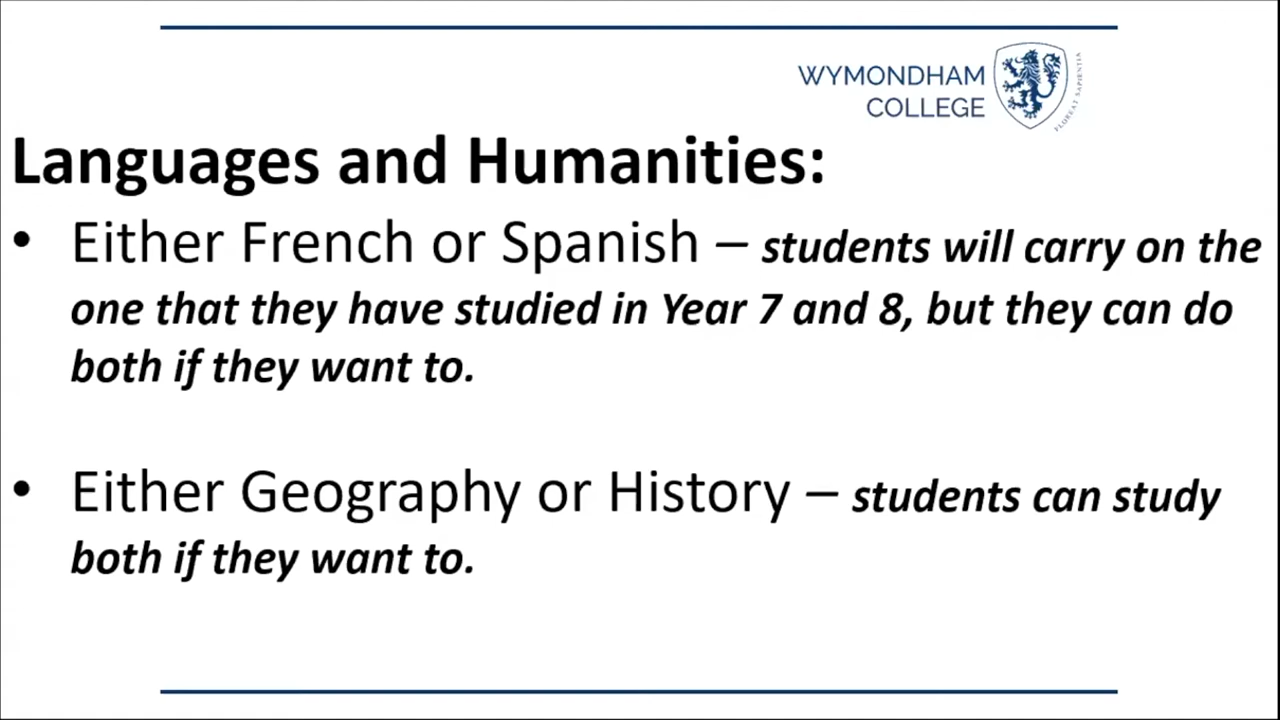 WYMONDHAM
COLLEGE
FLOREAT SAPIENTIA
Languages and Humanities:
• Either French or Spanish – students will carry on the
one that they have studied in Year 7 and 8, but they can do
both if they want to.
• Either Geography or History – students can study
both if they want to.